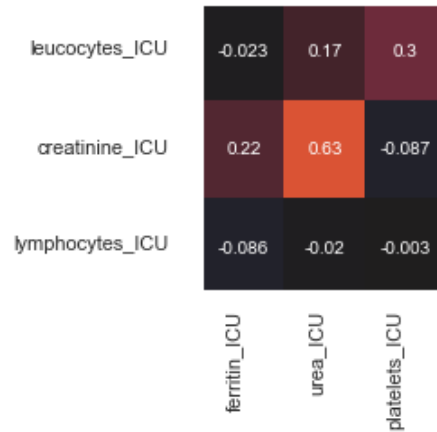 leucocytes_ICU -0.023 0.17 0.3
creatinine_ICU 0.22 0.63 -0.087
lymphocytes_ICU -0.086 -0.02 -0.003
ferritin_ICU
urea_ICU
platelets_ICU